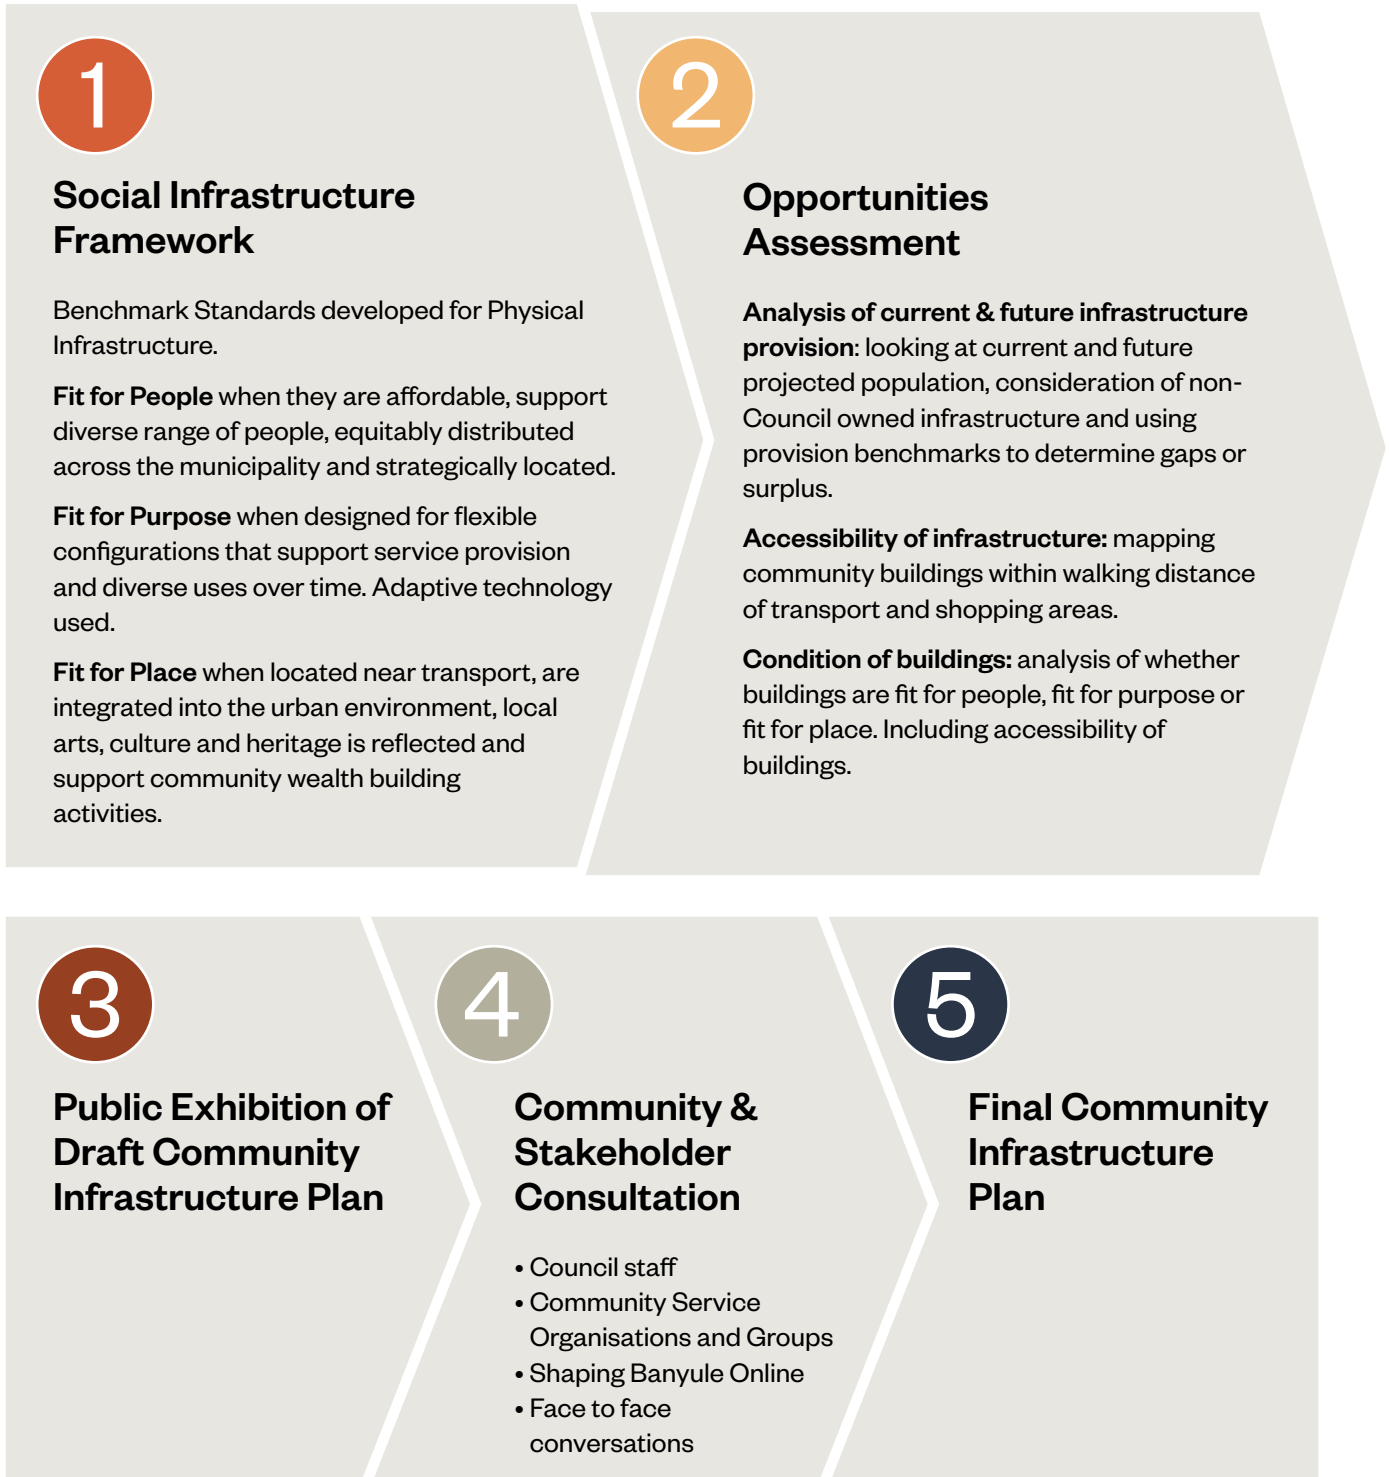 1
Social Infrastructure
Framework
Benchmark Standards developed for Physical
Infrastructure.
Fit for People when they are affordable, support
diverse range of people, equitably distributed
across the municipality and strategically located.
Fit for Purpose when designed for flexible
configurations that support service provision
and diverse uses over time. Adaptive technology
used.
Fit for Place when located near transport, are
integrated into the urban environment, local
arts, culture and heritage is reflected and
support community wealth building
activities.
2
Opportunities
Assessment
Analysis of current & future infrastructure
provision: looking at current and future
projected population, consideration of non-
Council owned infrastructure and using
provision benchmarks to determine gaps or
surplus.
Accessibility of infrastructure: mapping
community buildings within walking distance
of transport and shopping areas.
Condition of buildings: analysis of whether
buildings are fit for people, fit for purpose or
fit for place. Including accessibility of
buildings.
3
Public Exhibition of
Draft Community
Infrastructure Plan
4
Community &
Stakeholder
Consultation
• Council staff
• Community Service
Organisations and Groups
• Shaping Banyule Online
• Face to face
conversations
5
Final Community
Infrastructure
Plan